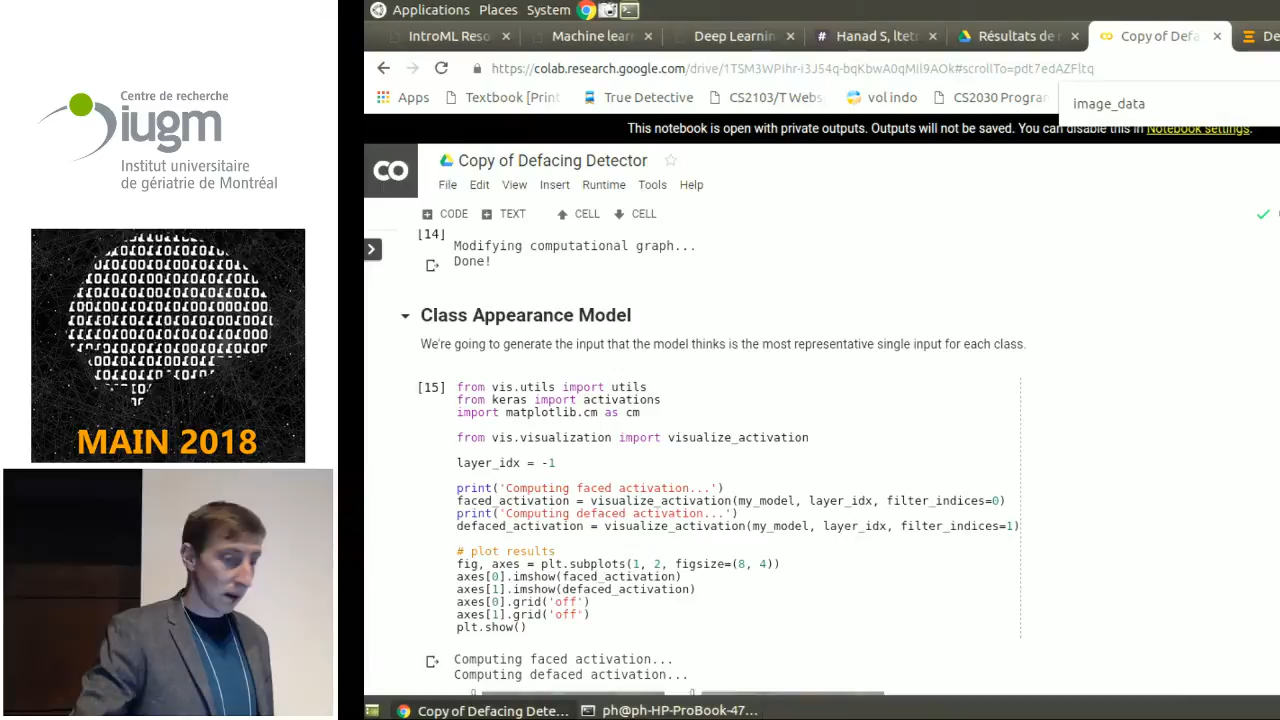 Centre de recherche
iugm
Institut universitaire
de gériatrie de Montréal
MAIN 2018
Applications Places System
IntroML Reso
Machine lear
Deep Learnin
Hanad S, ltet
Résultats de r
Copy of Defa
De
https://colab.research.google.com/drive/1TSM3WPIhr-i3J54q-bqKbwA0qMIl9AOk#scrollTo=pdt7edAZFltq
Apps
Textbook [Print
True Detective
CS2103/T Webs
vol indo
CS2030 Progra
image_data
This notebook is open with private outputs. Outputs will not be saved. You can disable this in Notebook settings.
CO
Copy of Defacing Detector
File Edit View Insert Runtime Tools Help
CODE TEXT CELL CELL
[14]
Modifying computational graph...
Done!
Class Appearance Model
We're going to generate the input that the model thinks is the most representative single input for each class.
[15] from vis.utils import utils
from keras import activations
import matplotlib.cm as cm
from vis.visualization import visualize_activation
layer_idx = -1
print('Computing faced activation...')
faced_activation = visualize_activation(my_model, layer_idx, filter_indices=0)
print('Computing defaced activation...')
defaced_activation = visualize_activation(my_model, layer_idx, filter_indices=1)
# plot results
fig, axes = plt.subplots(1, 2, figsize=(8, 4))
axes[0].imshow(faced_activation)
axes[1].imshow(defaced_activation)
axes[0].grid('off')
axes[1].grid('off')
plt.show()
Computing faced activation...
Computing defaced activation...
0 0
Copy of Defacing Dete...
ph@ph-HP-ProBook-47...